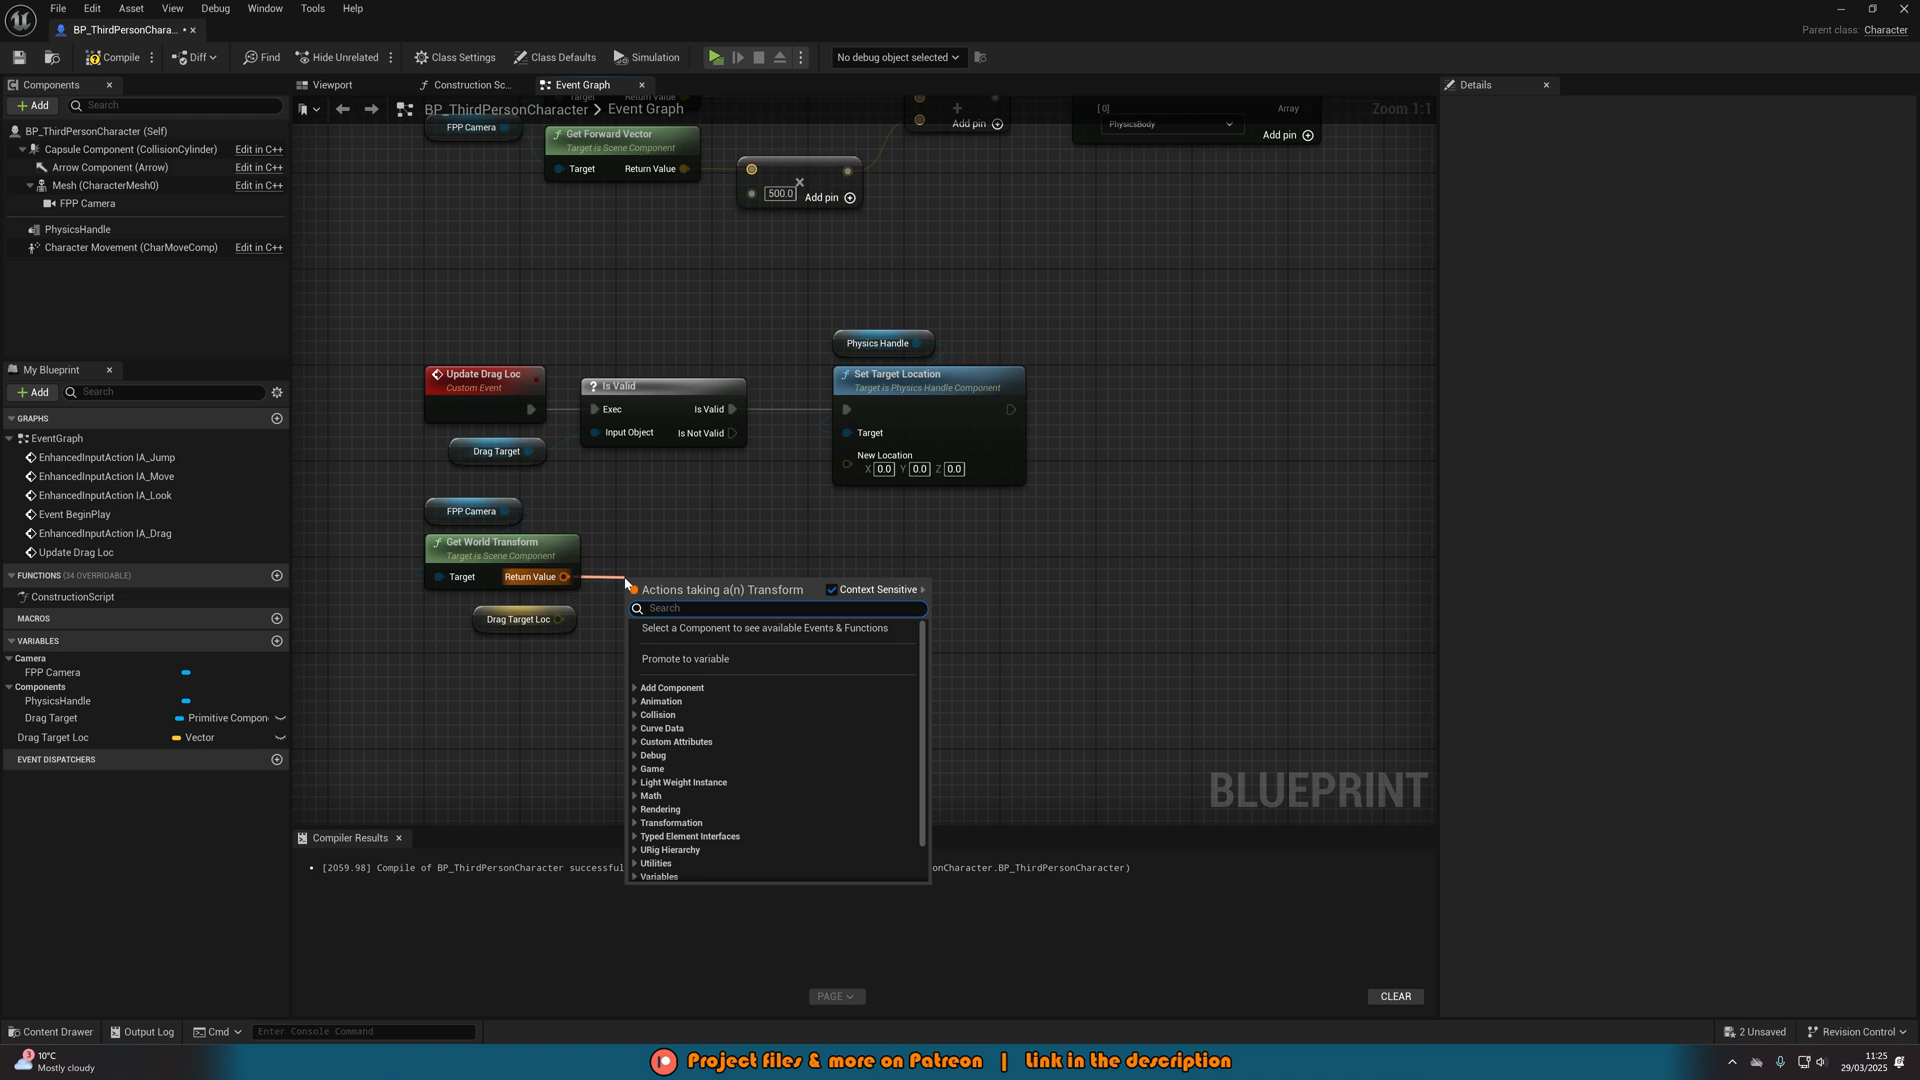 File Edit Asset View Debug Window Tools Help
BP_ThirdPersonChara... •
Parent class: Character
Compile Diff Find Hide Unrelated Class Settings Class Defaults Simulation No debug object selected
Components
Viewport
Construction Sc...
Event Graph
Details
Add Search
BP_ThirdPersonCharacter > Event Graph
Zoom 1:1
BP_ThirdPersonCharacter (Self)
Capsule Component (CollisionCylinder) Edit in C++
Arrow Component (Arrow) Edit in C++
Mesh (CharacterMesh0) Edit in C++
FPP Camera
PhysicsHandle
Character Movement (CharMoveComp) Edit in C++
Target Return Value
FPP Camera
Get Forward Vector
Target is Scene Component
Target Return Value
500.0 Add pin
Add pin
[0] Array
PhysicsBody
Add pin
My Blueprint
Add Search
GRAPHS
EventGraph
EnhancedInputAction IA_Jump
EnhancedInputAction IA_Move
EnhancedInputAction IA_Look
Event BeginPlay
EnhancedInputAction IA_Drag
Update Drag Loc
FUNCTIONS (34 OVERRIDABLE)
ConstructionScript
MACROS
VARIABLES
Camera
FPP Camera
Components
PhysicsHandle
Drag Target Primitive Compon
Drag Target Loc Vector
EVENT DISPATCHERS
Update Drag Loc
Custom Event
Drag Target
? Is Valid
Exec Is Valid
Input Object Is Not Valid
Physics Handle
Set Target Location
Target is Physics Handle Component
Target
New Location
X 0.0 Y 0.0 Z 0.0
FPP Camera
Get World Transform
Target is Scene Component
Target Return Value
Drag Target Loc
Actions taking a(n) Transform Context Sensitive
Search
Select a Component to see available Events & Functions
Promote to variable
Add Component
Animation
Collision
Curve Data
Custom Attributes
Debug
Game
Light Weight Instance
Math
Rendering
Transformation
Typed Element Interfaces
URig Hierarchy
Utilities
Variables
BLUEPRINT
Compiler Results
• [2059.98] Compile of BP_ThirdPersonCharacter successful sonCharacter.BP_ThirdPersonCharacter)
PAGE
CLEAR
Content Drawer Output Log Cmd Enter Console Command
2 Unsaved Revision Control
3
10°C
Mostly cloudy
Project files & more on Patreon | Link in the description
11:25
29/03/2025